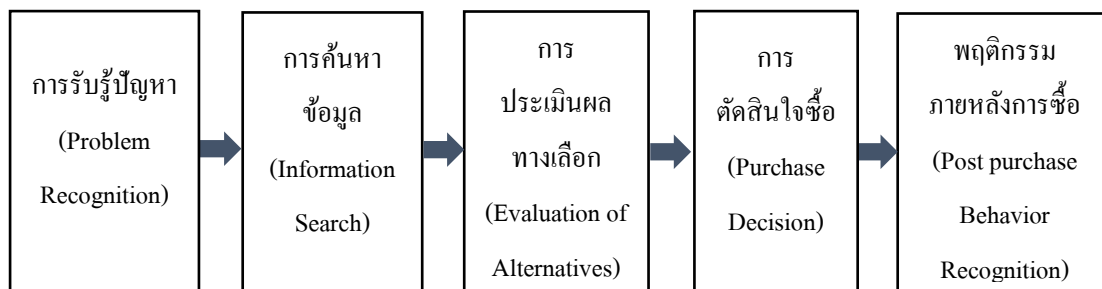 การรับรู้ปัญหา
(Problem
Recognition)
การค้นหา
ข้อมูล
(Information
Search)
การ
ประเมินผล
ทางเลือก
(Evaluation of
Alternatives)
การ
ตัดสินใจซื้อ
(Purchase
Decision)
พฤติกรรม
ภายหลังการซื้อ
(Post purchase
Behavior
Recognition)